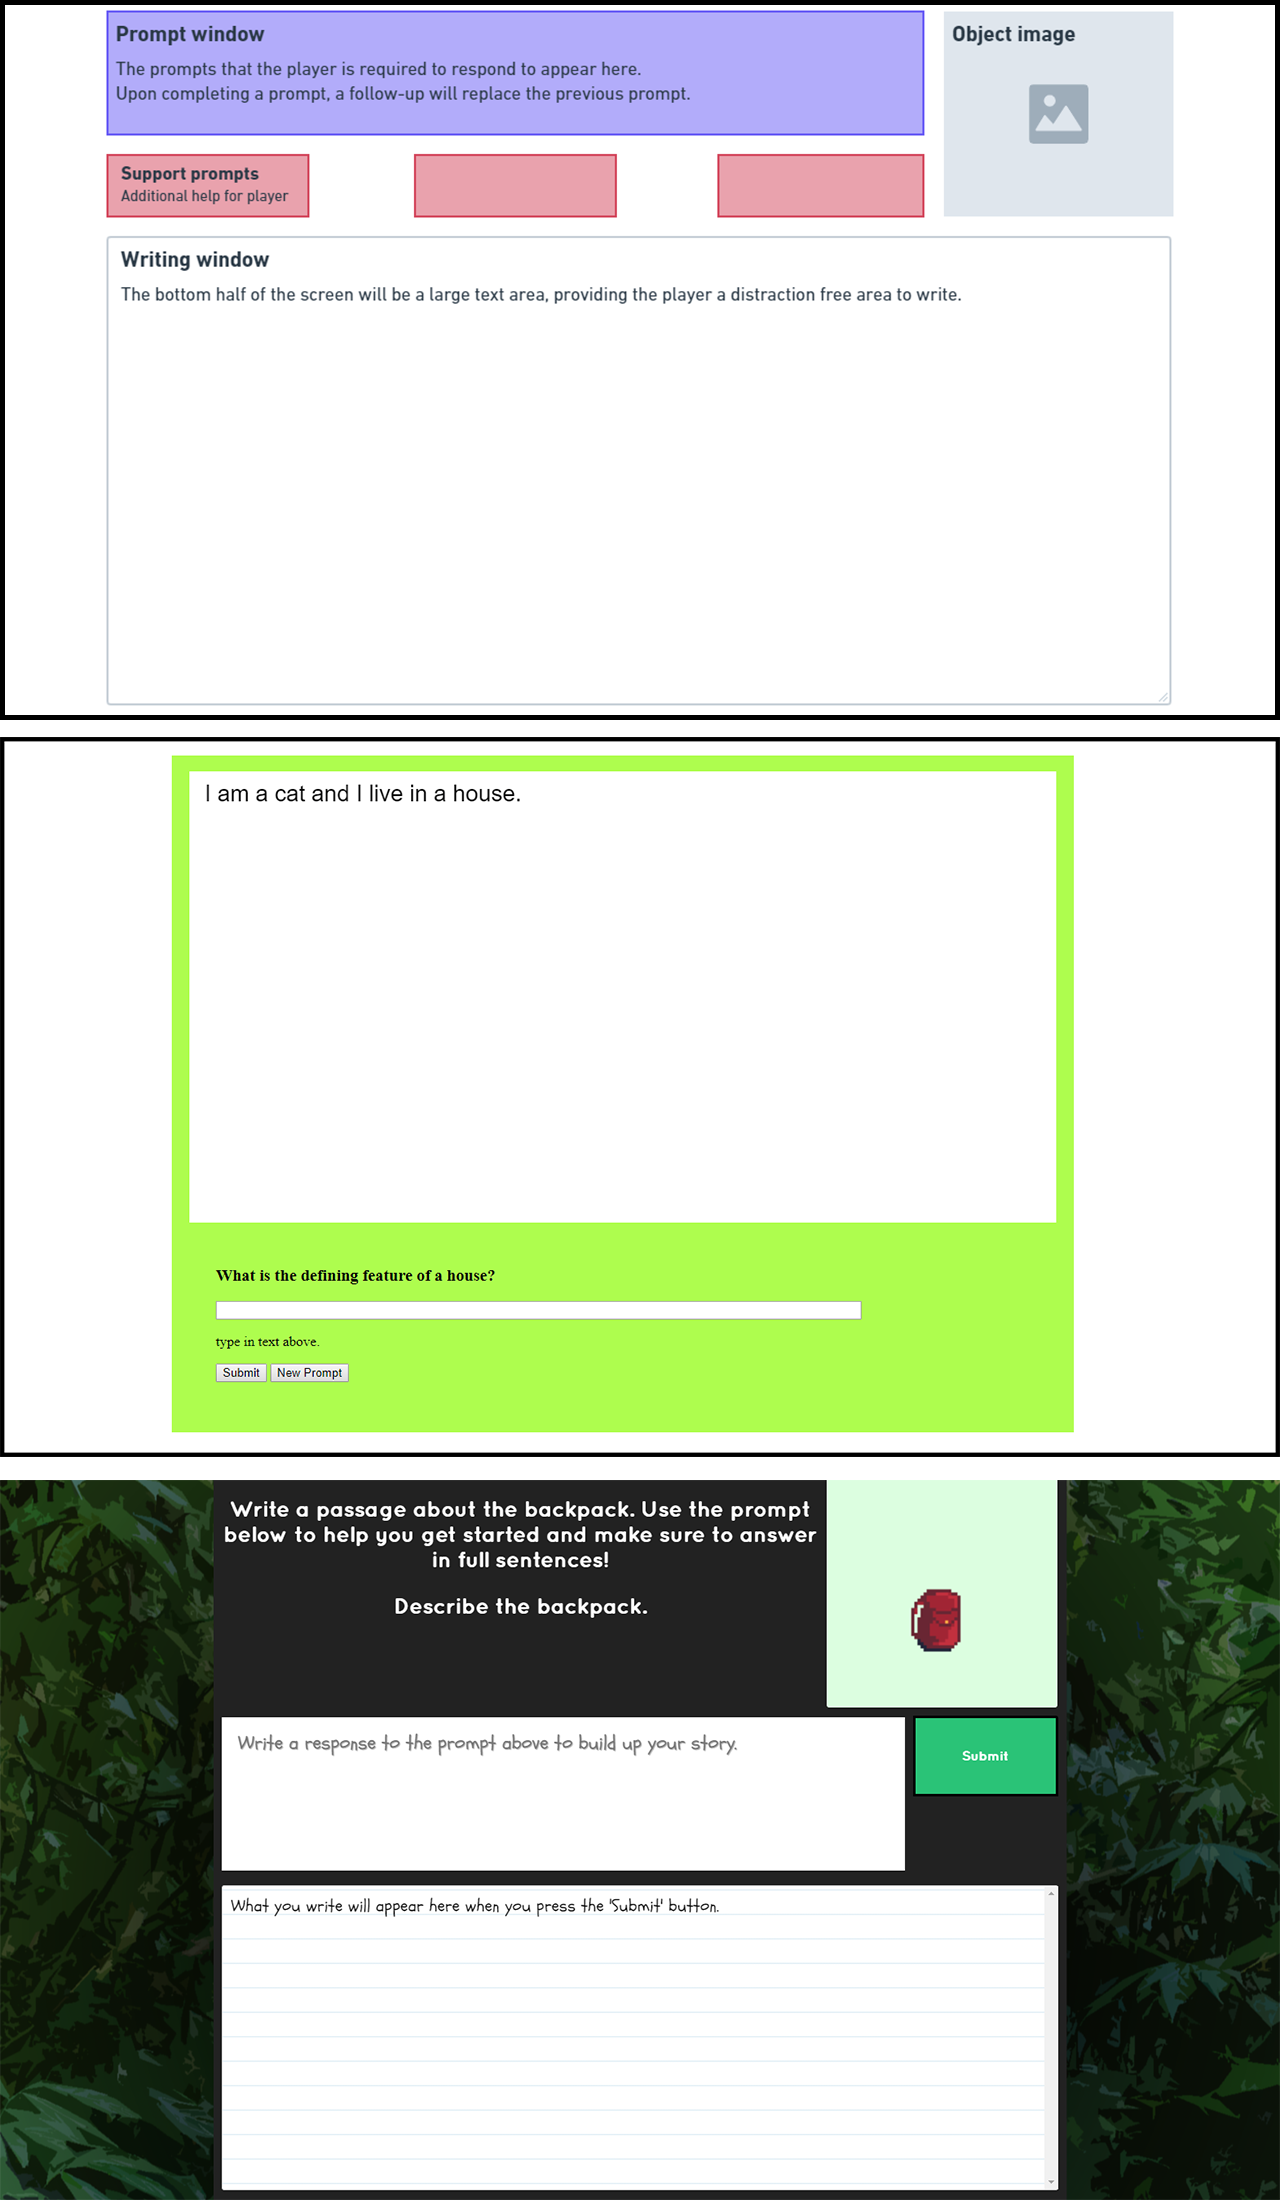 Prompt window
The prompts that the player is required to respond to appear here.
Upon completing a prompt, a follow-up will replace the previous prompt.
Object image
Support prompts
Additional help for player
Writing window
The bottom half of the screen will be a large text area, providing the player a distraction free area to write.
I am a cat and I live in a house.
What is the defining feature of a house?
type in text above.
Submit New Prompt
Write a passage about the backpack. Use the prompt
below to help you get started and make sure to answer
in full sentences!
Describe the backpack.
Write a response to the prompt above to build up your story.
Submit
What you write will appear here when you press the 'Submit' button.